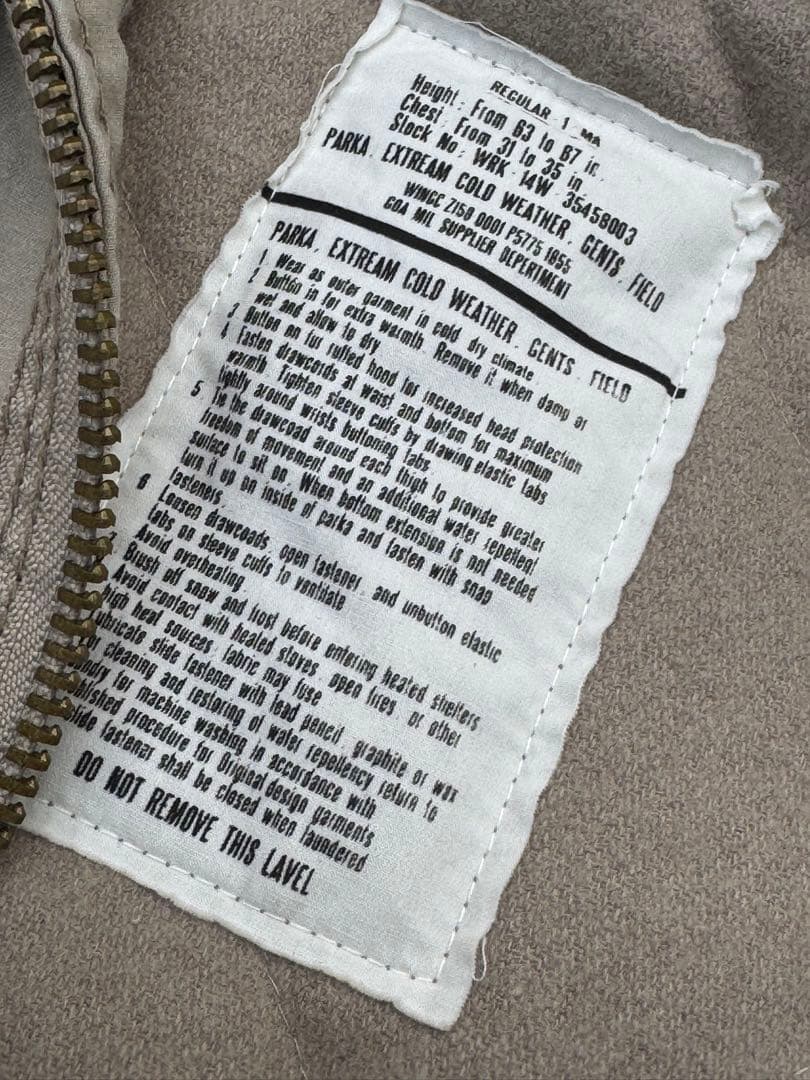 REGULAR 1 MA
Height : From 63 to 67 in.
Chest : From 31 to 35 in
Stock No : WRK 14W 35458003
PARKA. EXTREAM COLD WEATHER. GENTS. FIELD
WINCC Z158 0001 P5775 1855
COA MIL SUPPLIER DEPERTMENT
PARKA, EXTREAM COLD WEATHER. GENTS. FIELD
1 Wear as outer garment in cold dry climate
2 Button in for extra warmth. Remove it when damp or
wet and allow to dry
3 Button on fur ruffed hood for increased head protection
4 Fasten drawcords at waist and bottom for maximum
warmth. Tighten sleeve cuffs by drawing elastic tabs
tightly around wrists buttoning tabs
5 Tie the drawcoad around each thigh to provide greater
freedom of movement and an additional water repellent
surface to sit on. When bottom extension is not needed
turn it up on inside of parka and fasten with snap
fasteners.
6 Loosen drawcoads, open fastener, and unbutton elastic
tabs on sleeve cuffs to ventilate
Avoid overheating
Brush off snow and frost before entering heated shelters
Avoid contact will heated stoves, open fires, or other
high heat sources, fabric may fuse
Lubricate slide fastener with lead pencil, graphite or wax
cleaning and restoring of water repellency return to
for machine washing in accordance with
procedure for Original design garments
fastener shall be closed when laundered
DO NOT REMOVE THIS LAVEL